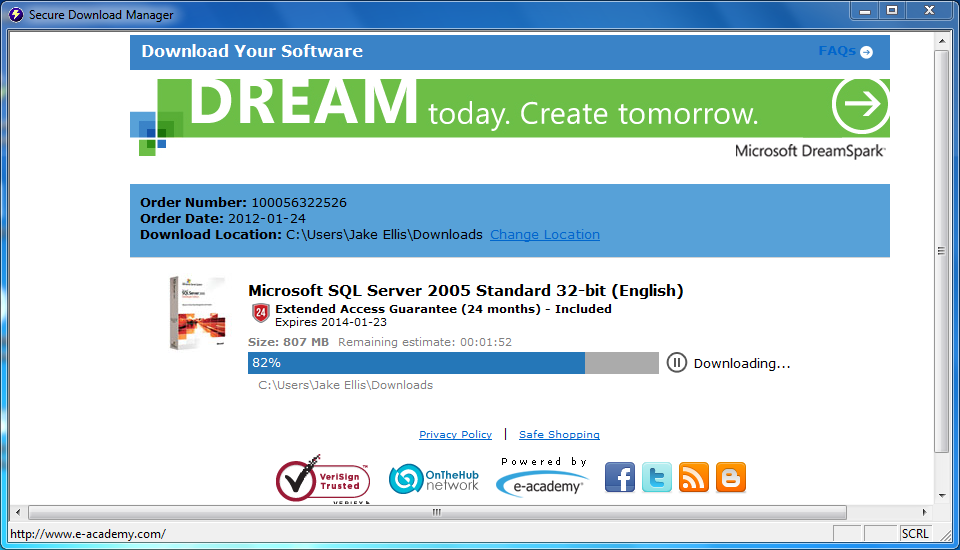 Secure Download Manager
Download Your Software
FAQs
DREAM today. Create tomorrow.
Microsoft DreamSpark
Order Number: 100056322526
Order Date: 2012-01-24
Download Location: C:\Users\Jake Ellis\Downloads Change Location
Microsoft SQL Server 2005 Standard 32-bit (English)
24 Extended Access Guarantee (24 months) - Included
Expires 2014-01-23
Size: 807 MB Remaining estimate: 00:01:52
82% Downloading...
C:\Users\Jake Ellis\Downloads
Privacy Policy | Safe Shopping
VeriSign
Trusted
VERIFY
OnTheHub
network
Powered by
e-academy
http://www.e-academy.com/
SCRL